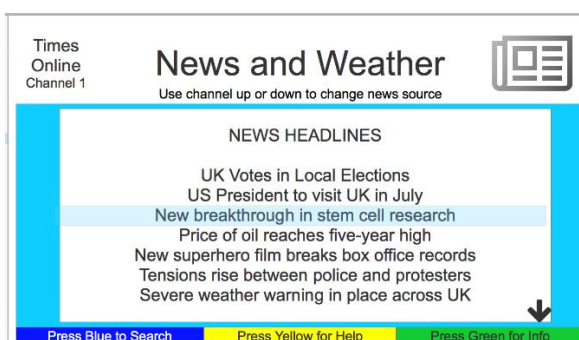 Times
Online
Channel 1
News and Weather
Use channel up or down to change news source
NEWS HEADLINES
UK Votes in Local Elections
US President to visit UK in July
New breakthrough in stem cell research
Price of oil reaches five-year high
New superhero film breaks box office records
Tensions rise between police and protesters
Severe weather warning in place across UK
Press Blue to Search
Press Yellow for Help
Press Green for Info